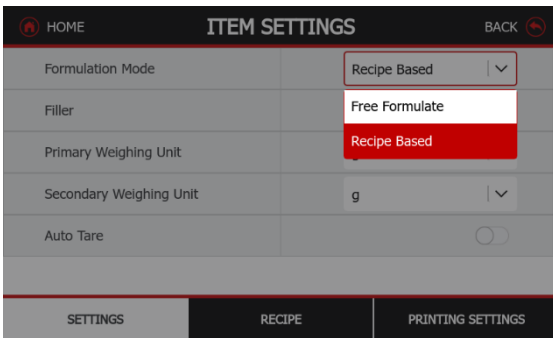 HOME ITEM SETTINGS BACK
Formulation Mode Recipe Based
Filler Free Formulate
Primary Weighing Unit Recipe Based
Secondary Weighing Unit g
Auto Tare
SETTINGS RECIPE PRINTING SETTINGS